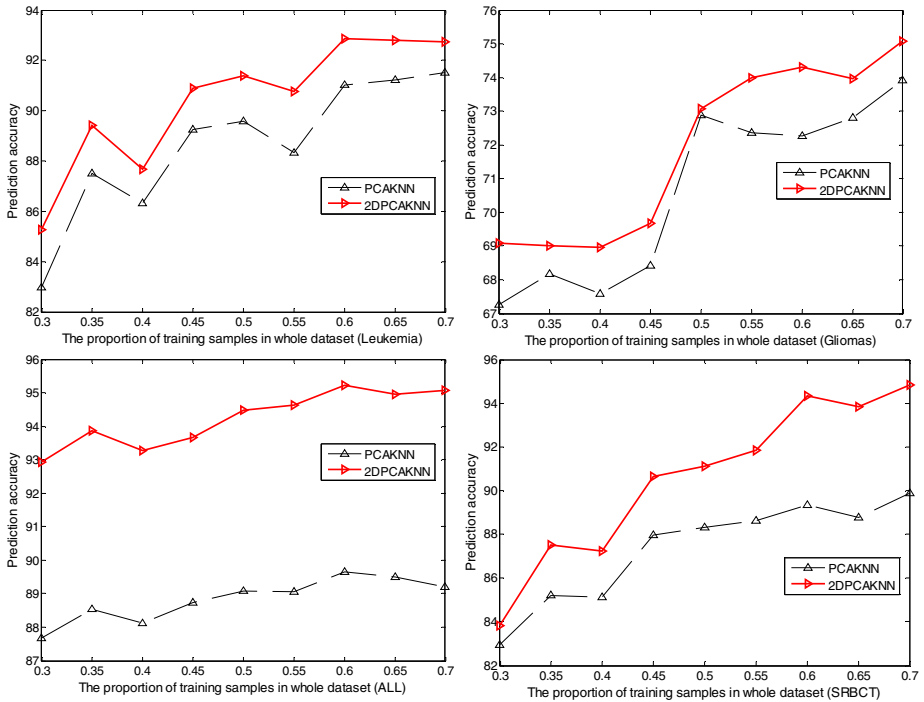 94
92
90
88
86
84
82
Prediction accuracy
PCAKNN
2DPCAKNN
0.3 0.35 0.4 0.45 0.5 0.55 0.6 0.65 0.7
The proportion of training samples in whole dataset (Leukemia)
76
75
74
73
72
71
70
69
68
67
Prediction accuracy
PCAKNN
2DPCAKNN
0.3 0.35 0.4 0.45 0.5 0.55 0.6 0.65 0.7
The proportion of training samples in whole dataset (Gliomas)
96
95
94
93
92
91
90
89
88
87
Prediction accuracy
PCAKNN
2DPCAKNN
0.3 0.35 0.4 0.45 0.5 0.55 0.6 0.65 0.7
The proportion of training samples in whole dataset (ALL)
96
94
92
90
88
86
84
82
Prediction accuracy
PCAKNN
2DPCAKNN
0.3 0.35 0.4 0.45 0.5 0.55 0.6 0.65 0.7
The proportion of training samples in whole dataset (SRBCT)